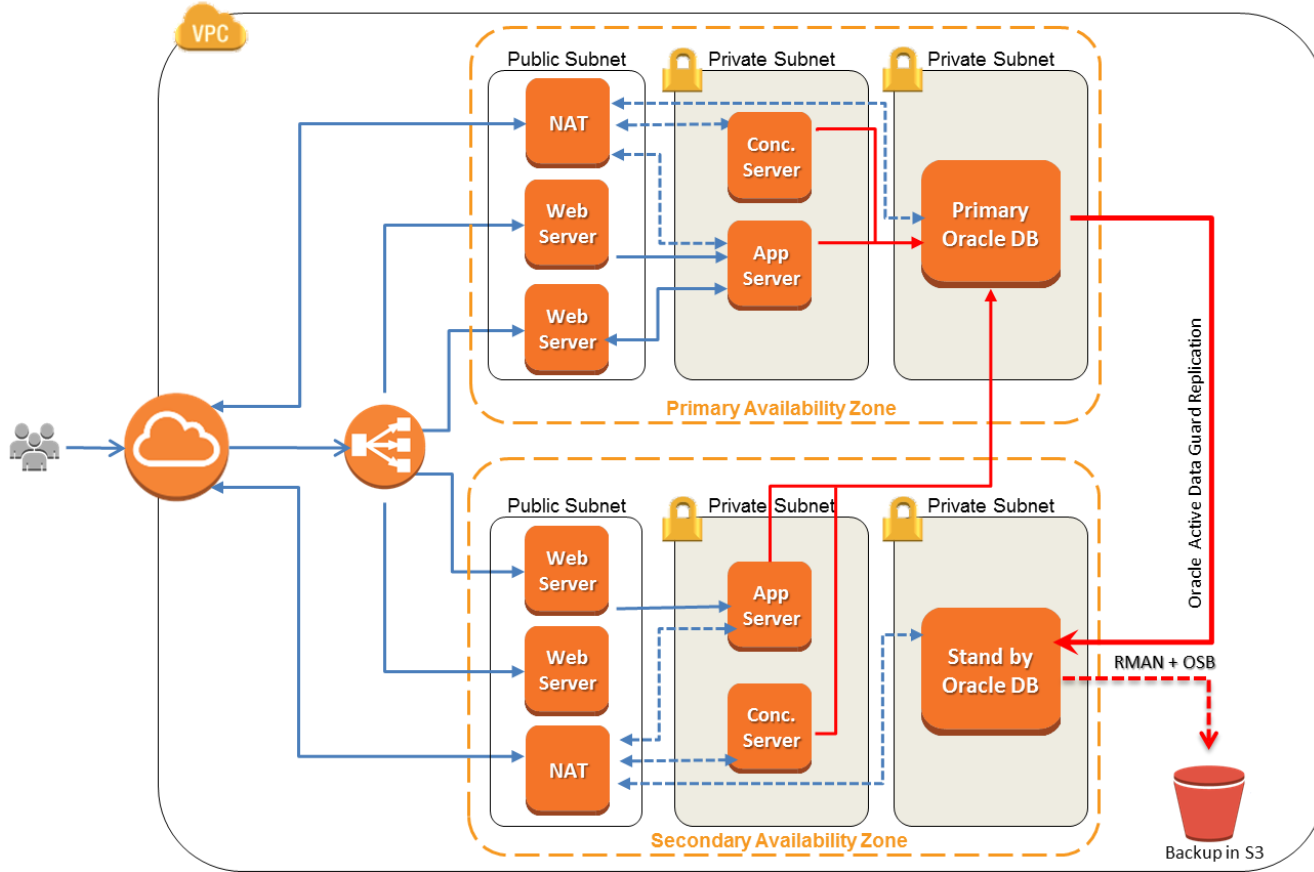 VPC
Public Subnet
Private Subnet
Private Subnet
NAT
Conc.
Server
Web
Server
App
Server
Primary
Oracle DB
Web
Server
Primary Availability Zone
Oracle Active Data Guard Replication
Public Subnet
Private Subnet
Private Subnet
Web
Server
App
Server
Web
Server
Stand by
Oracle DB
RMAN + OSB
Conc.
Server
NAT
Secondary Availability Zone
Backup in S3